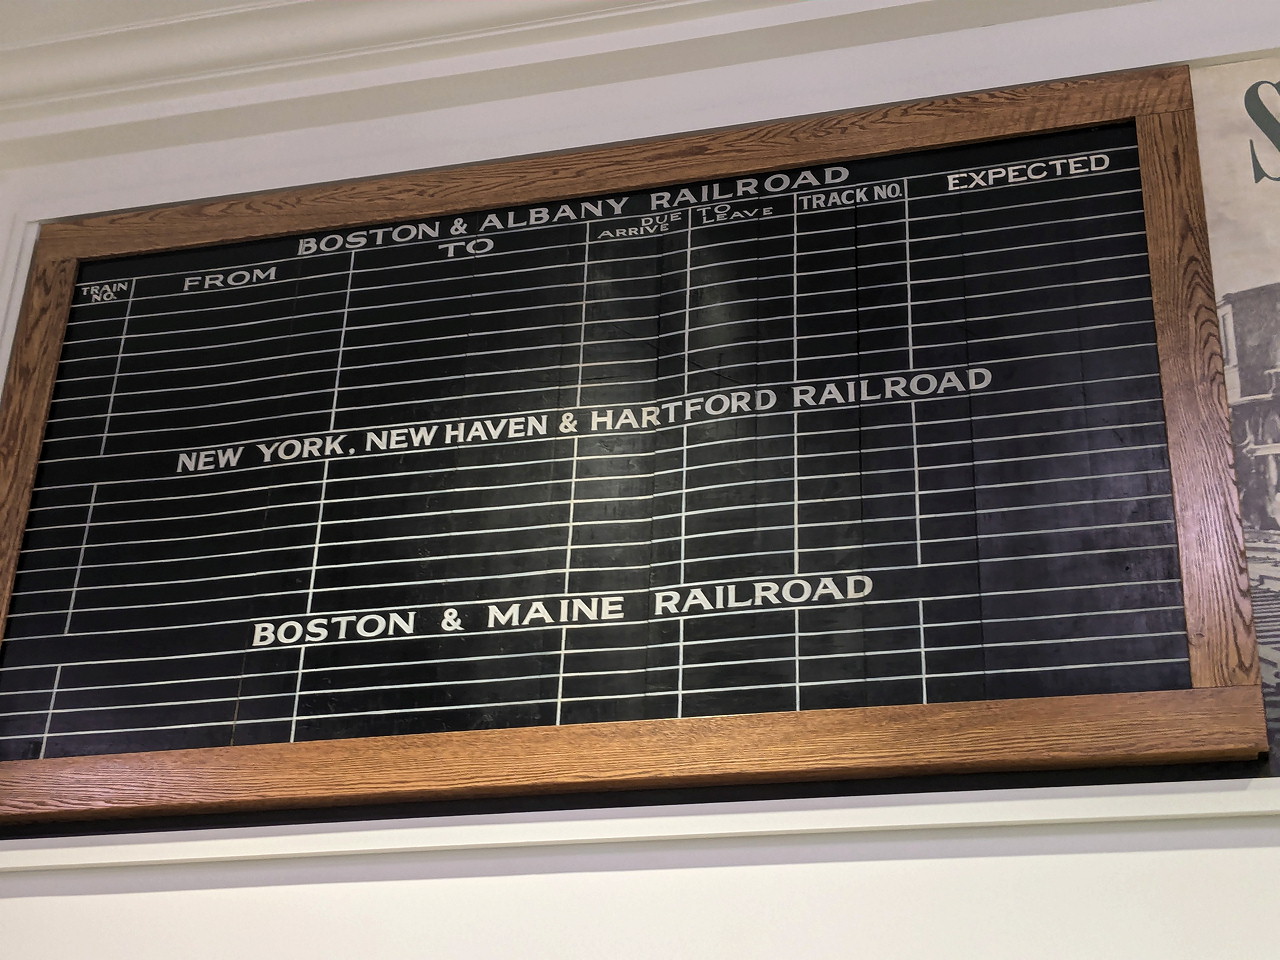 BOSTON & ALBANY RAILROAD
TRAIN NO.
FROM
TO
DUE ARRIVE
TO LEAVE
TRACK NO.
EXPECTED
NEW YORK, NEW HAVEN & HARTFORD RAILROAD
BOSTON & MAINE RAILROAD
S